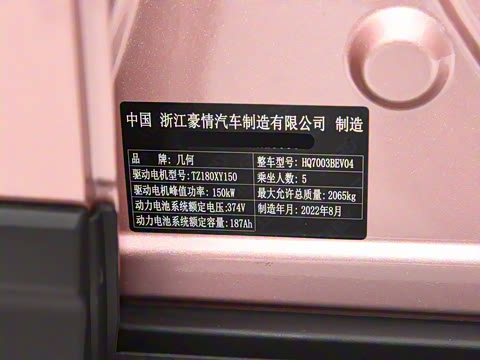 中国 浙江豪情汽车制造有限公司 制造
品 牌:几何 整车型号:HQ7003BEV04
驱动电机型号:TZ180XY150 乘坐人数:5
驱动电机峰值功率:150kW 最大允许总质量:2065kg
动力电池系统额定电压:374V 制造年月:2022年8月
动力电池系统额定容量:187Ah